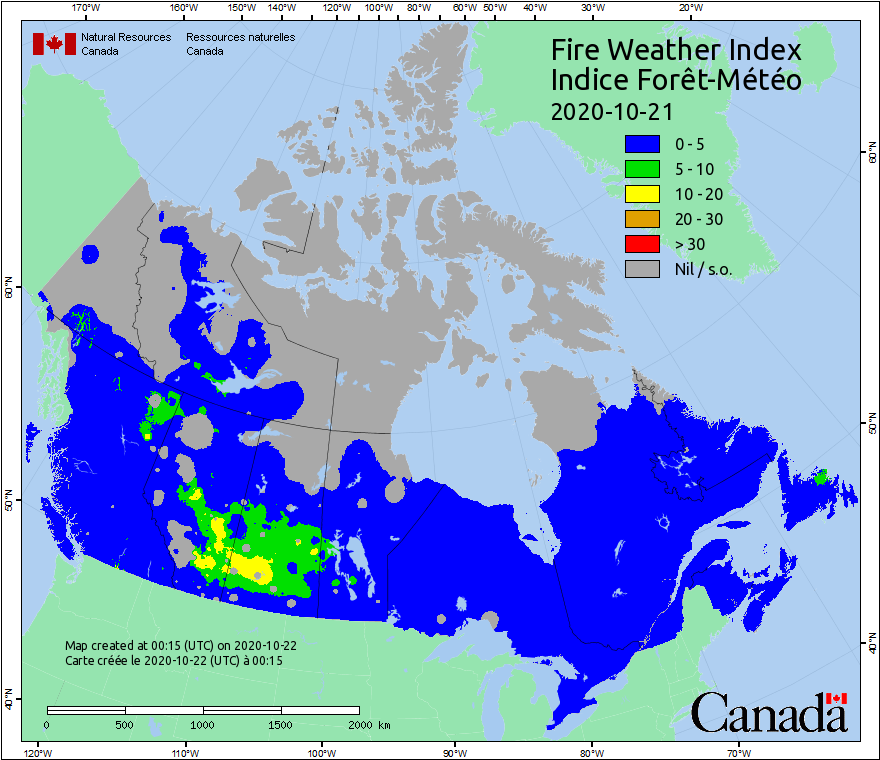 170°W 160°W 150°W 140°W 130°W 120°W 110°W 100°W 90°W 80°W 70°W 60°W 50°W 40°W 30°W 20°W
Natural Resources Canada
Ressources naturelles Canada
Fire Weather Index
Indice Forêt-Météo
2020-10-21
0 - 5
5 - 10
10 - 20
20 - 30
> 30
Nil / s.o.
60°N
50°N
40°N
60°N
50°N
40°N
Map created at 00:15 (UTC) on 2020-10-22
Carte créée le 2020-10-22 (UTC) à 00:15
0 500 1000 1500 2000 km
Canada
120°W 110°W 100°W 90°W 80°W 70°W